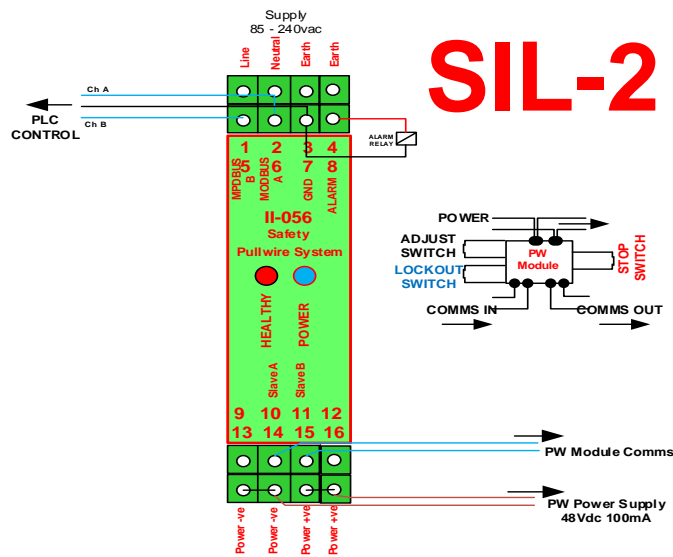 Supply
85 - 240vac
SIL-2
Line
Neutral
Earth
Earth
Ch A
PLC
CONTROL
Ch B
ALARM
RELAY
1 2 3 4
5 6 7 8
MPDBUS
B
MODBUS
A
GND
ALARM
II-056
Safety
Pullwire System
HEALTHY
POWER
Slave A
Slave B
9 10 11 12
13 14 15 16
POWER
ADJUST
SWITCH
LOCKOUT
SWITCH
PW
Module
STOP
SWITCH
COMMS IN
COMMS OUT
PW Module Comms
PW Power Supply
48Vdc 100mA
Power -ve
Power -ve
Power +ve
Power +ve